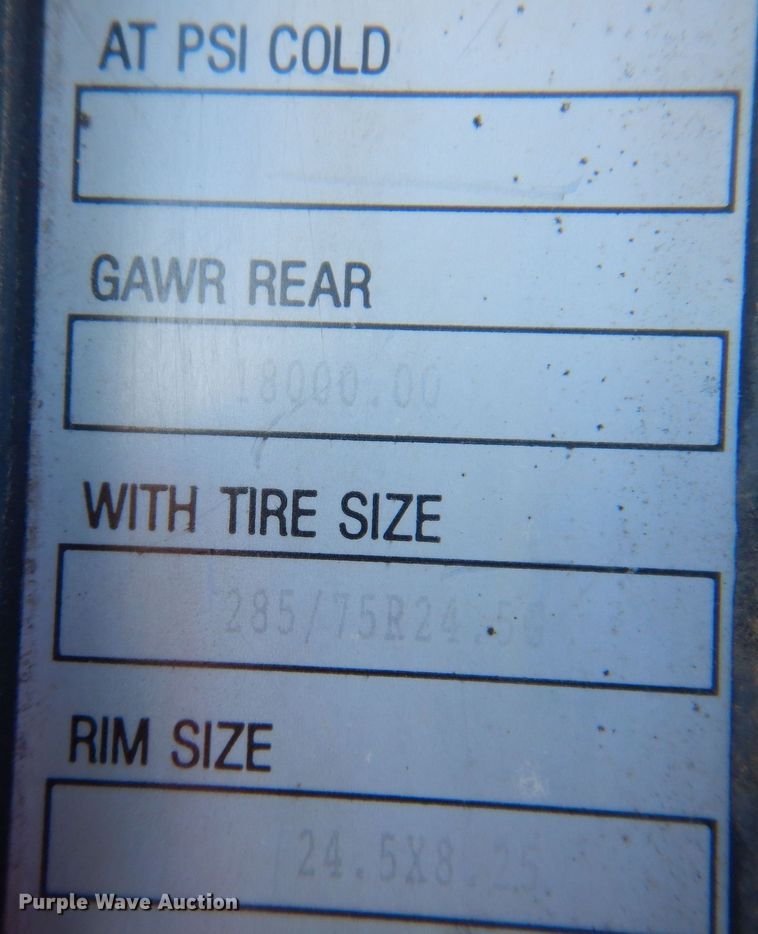 AT PSI COLD
GAWR REAR
18000.00
WITH TIRE SIZE
285/75R24.5G
RIM SIZE
24.5X8.25
Purple Wave Auction